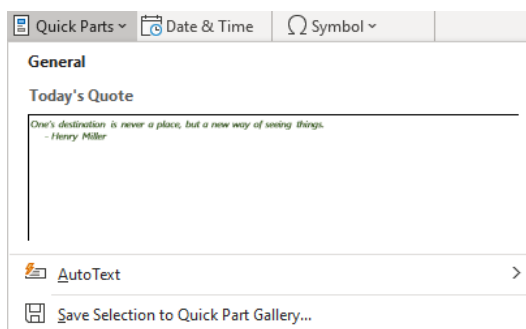 Quick Parts Date & Time Symbol
General
Today's Quote
One's destination is never a place, but a new way of seeing things.
- Henry Miller
AutoText
Save Selection to Quick Part Gallery...